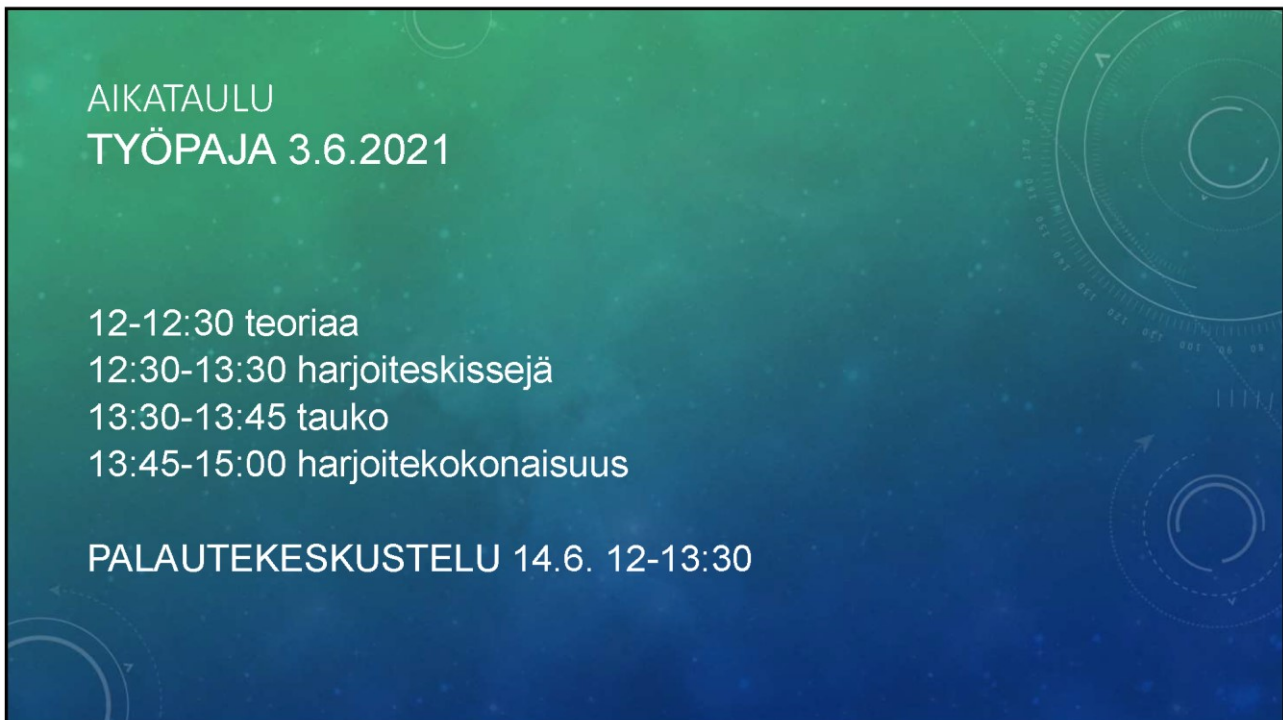 AIKATAULU
TYÖPAJA 3.6.2021
12-12:30 teoriaa
12:30-13:30 harjoiteskissejä
13:30-13:45 tauko
13:45-15:00 harjoitekokonaisuus
PALAUTEKESKUSTELU 14.6. 12-13:30